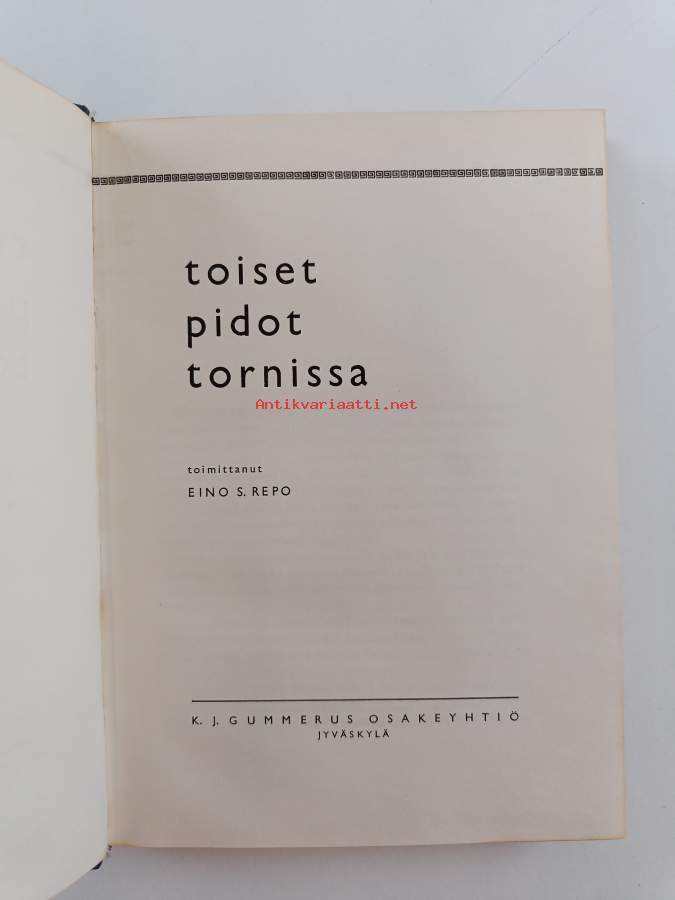 toiset
pidot
tornissa
Antikvariaatti.net
toimittanut
EINO S. REPO
K. J. GUMMERUS OSAKEYHTIÖ
JYVÄSKYLÄ